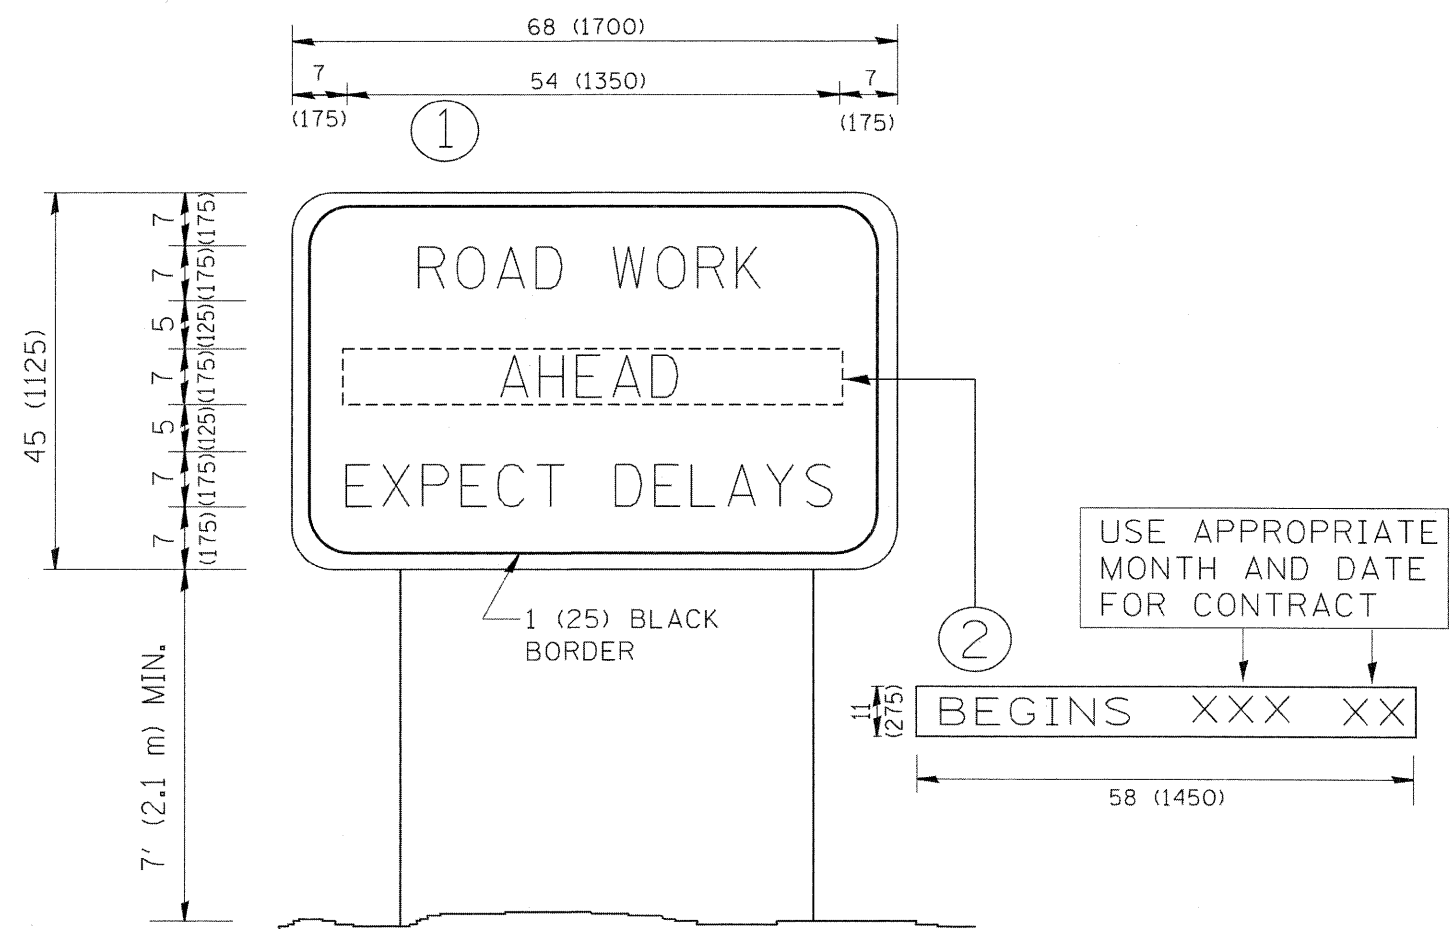 68 (1700)
7
54 (1350)
7
(175)
(175)
1
7
(175)
7
(175)
5
(125)
7
(175)
5
(125)
7
(175)
7
(175)
45 (1125)
ROAD WORK
AHEAD
EXPECT DELAYS
1 (25) BLACK
BORDER
7' (2.1 m) MIN.
USE APPROPRIATE
MONTH AND DATE
FOR CONTRACT
2
11
(275)
BEGINS XXX XX
58 (1450)